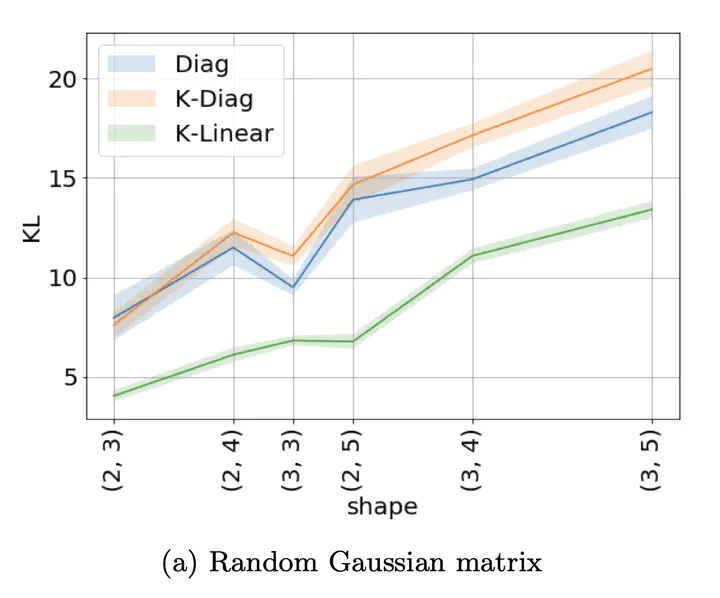 Diag
K-Diag
K-Linear
KL
20
15
10
5
(2, 3)
(2, 4)
(3, 3)
(2, 5)
(3, 4)
(3, 5)
shape
(a) Random Gaussian matrix